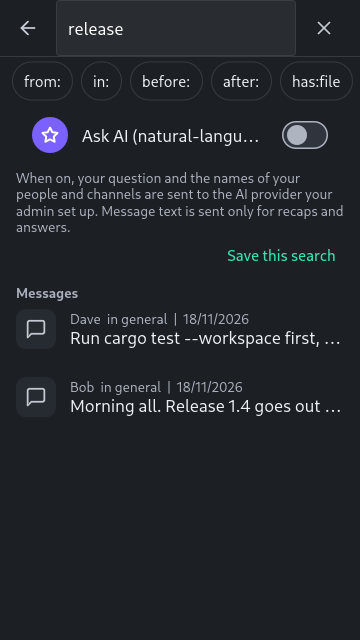 release
from:
in:
before:
after:
has:file
Ask AI (natural-langu…
When on, your question and the names of your
people and channels are sent to the AI provider your
admin set up. Message text is sent only for recaps and
answers.
Save this search
Messages
Dave in general | 18/11/2026
Run cargo test --workspace first, …
Bob in general | 18/11/2026
Morning all. Release 1.4 goes out …